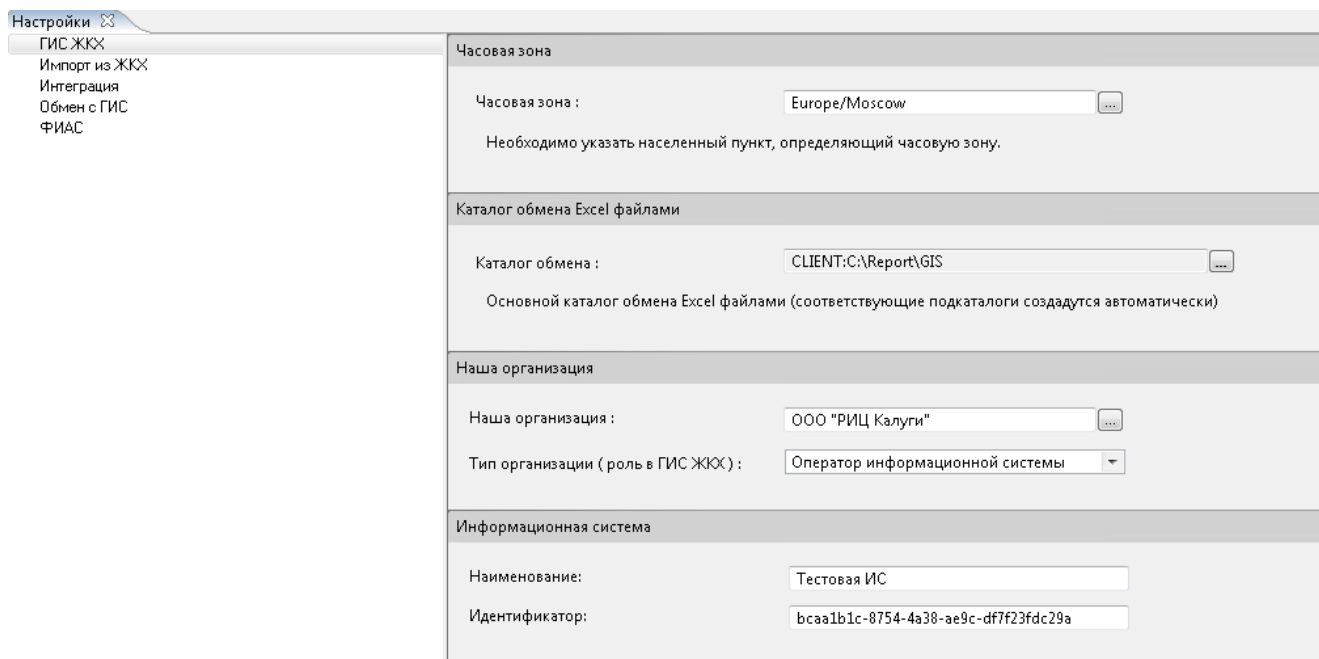 Настройки
ГИС ЖКХ
Импорт из ЖКХ
Интеграция
Обмен с ГИС
ФИАС
Часовая зона
Часовая зона :
Europe/Moscow
...
Необходимо указать населенный пункт, определяющий часовую зону.
Каталог обмена Excel файлами
Каталог обмена :
CLIENT:C:\Report\GIS
...
Основной каталог обмена Excel файлами (соответствующие подкаталоги создадутся автоматически)
Наша организация
Наша организация :
ООО "РИЦ Калуги"
...
Тип организации ( роль в ГИС ЖКХ ) :
Оператор информационной системы
Информационная система
Наименование:
Тестовая ИС
Идентификатор:
bcaa1b1c-8754-4a38-ae9c-df7f23fdc29a